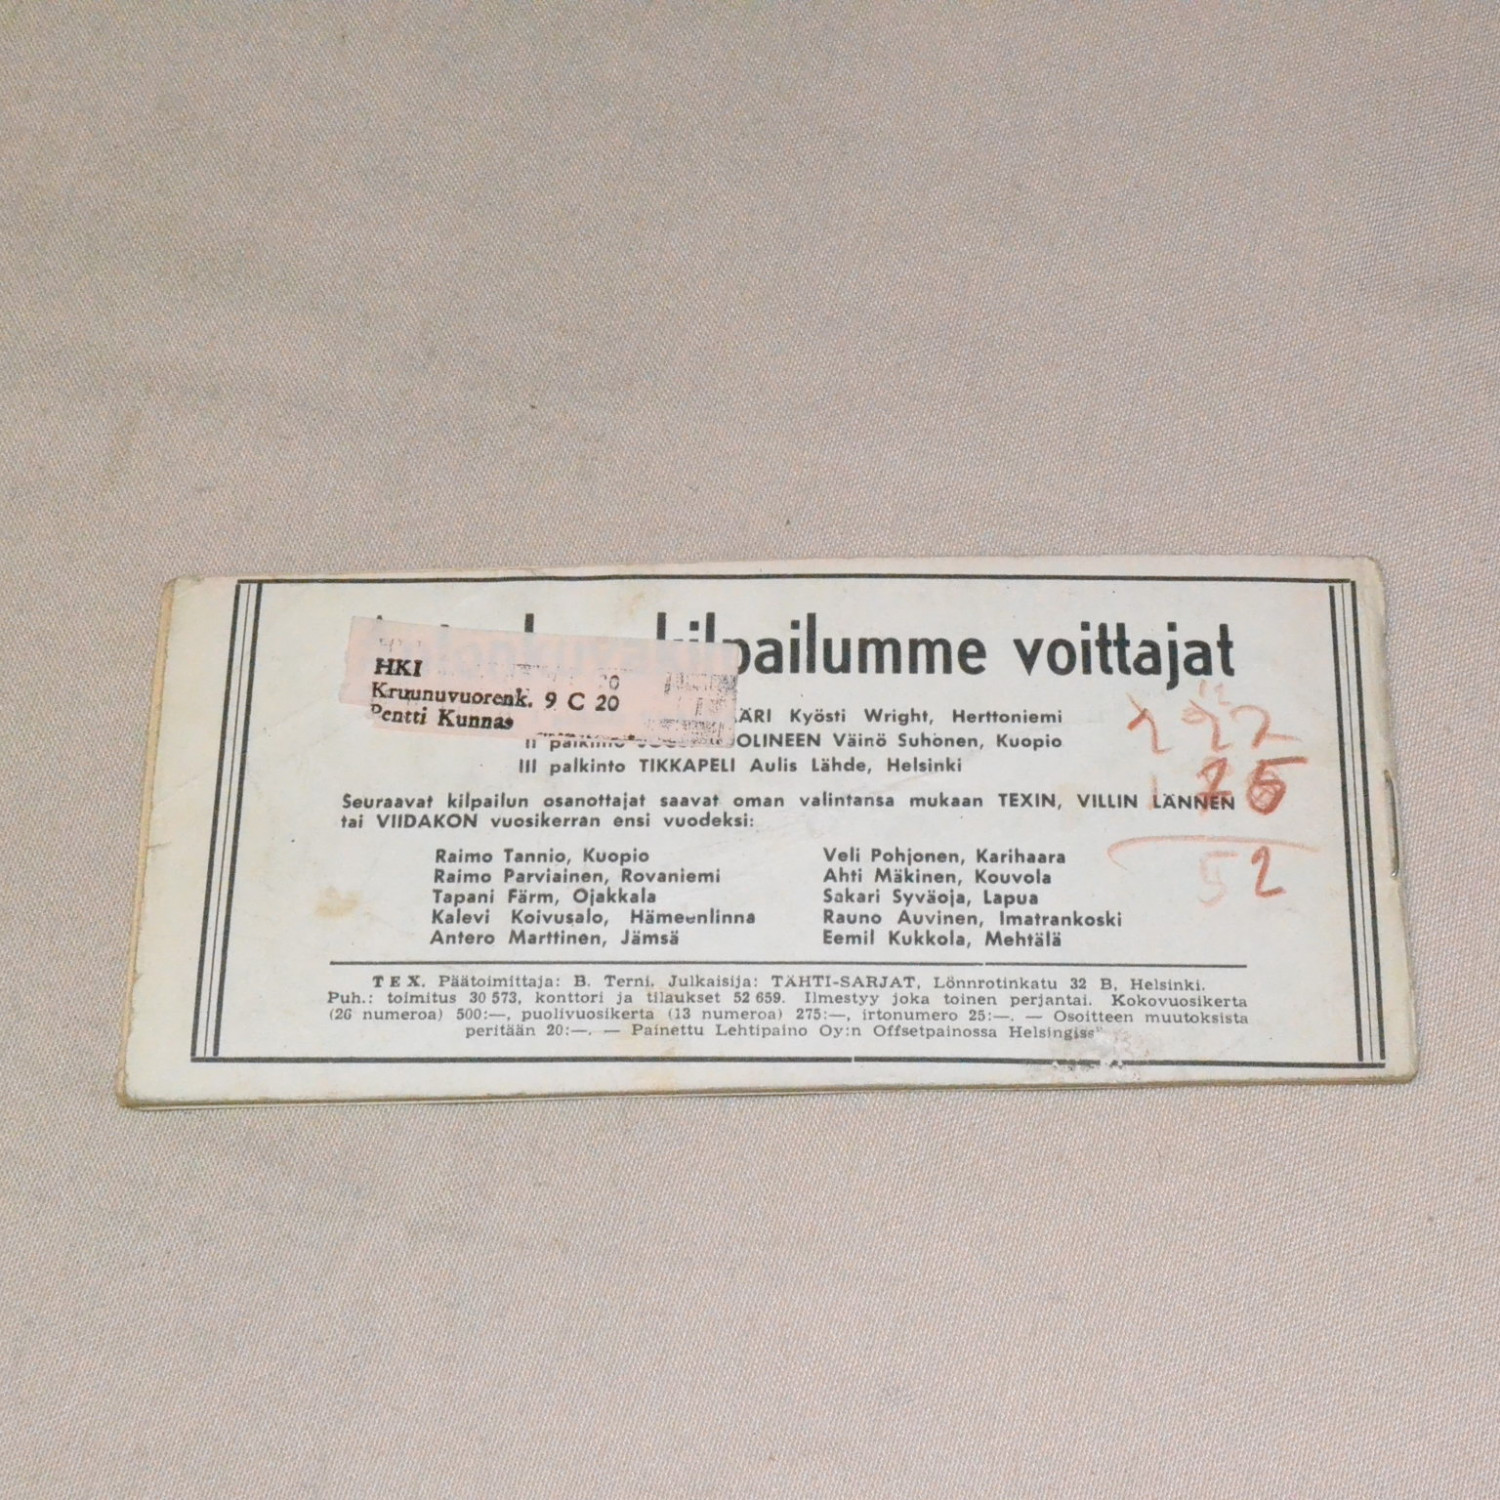 kilpailumme voittajat
HKI
20
Kruunuvuorenk. 9 C 20
Pentti Kunnas
Kyösti Wright, Herttoniemi
II palkinto Väinö Suhonen, Kuopio
III palkinto TIKKAPELI Aulis Lähde, Helsinki
Seuraavat kilpailun osanottajat saavat oman valintansa mukaan TEXIN, VILLIN LÄNNEN
tai VIIDAKON vuosikerran ensi vuodeksi:
Raimo Tannio, Kuopio
Raimo Parviainen, Rovaniemi
Tapani Färm, Ojakkala
Kalevi Koivusalo, Hämeenlinna
Antero Marttinen, Jämsä
Veli Pohjonen, Karihaara
Ahti Mäkinen, Kouvola
Sakari Syväoja, Lapua
Rauno Auvinen, Imatrankoski
Eemil Kukkola, Mehtälä
TEX. Päätoimittaja: B. Terni. Julkaisija: TÄHTI-SARJAT, Lönnrotinkatu 32 B, Helsinki.
Puh.: toimitus 30 573, konttori ja tilaukset 52 659. Ilmestyy joka toinen perjantai. Kokovuosikerta
(26 numeroa) 500:—, puolivuosikerta (13 numeroa) 275:—, irtonumero 25:—. — Osoitteen muutoksista
peritään 20:—. — Painettu Lehtipaino Oy:n Offsetpainossa Helsingiss
52